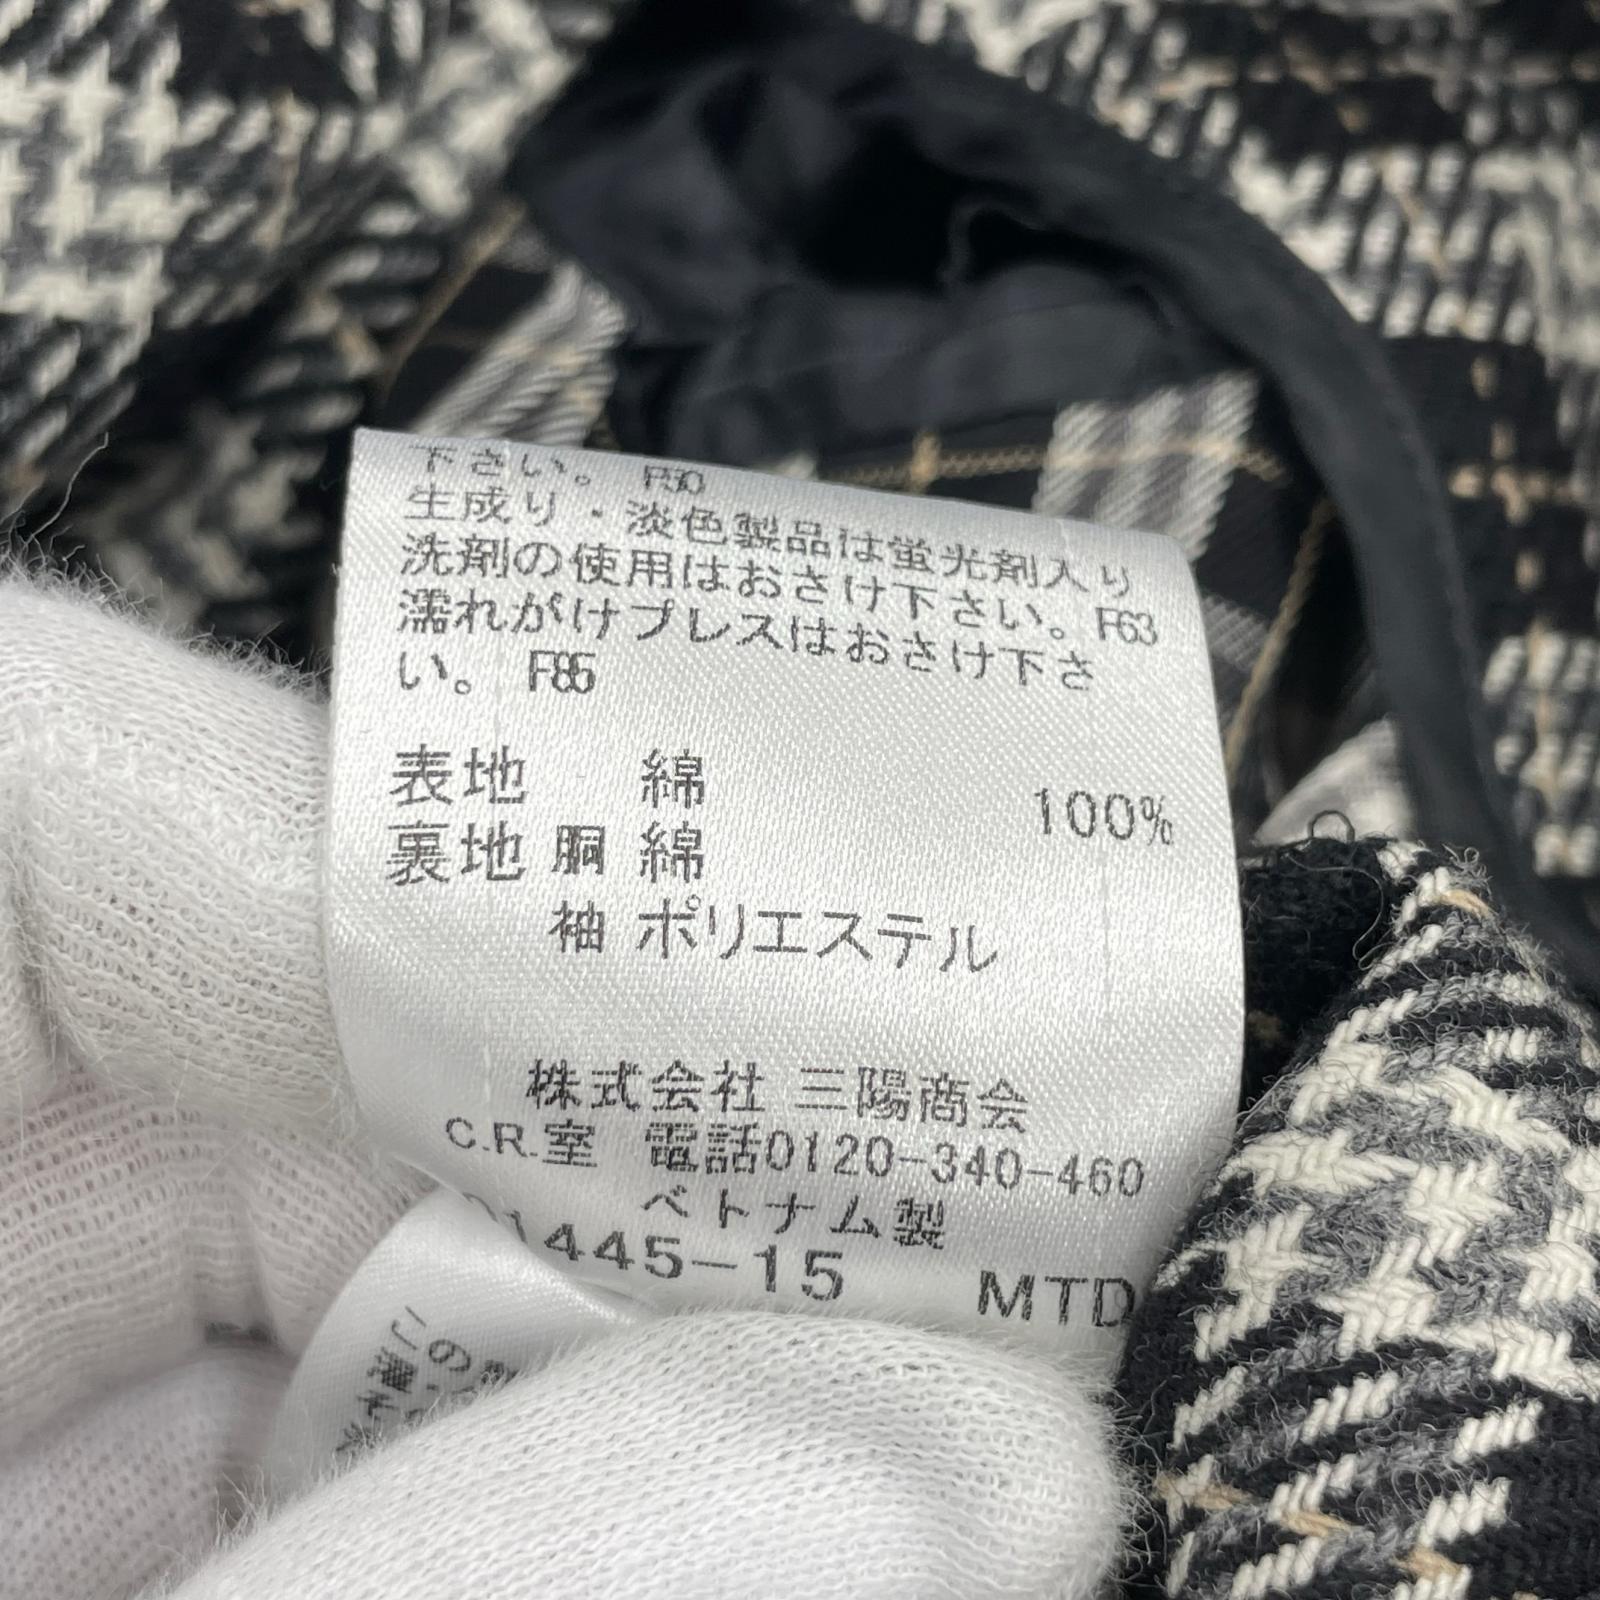 下さい。 F50
生成り・淡色製品は蛍光剤入り
洗剤の使用はおさけ下さい。F63
濡れがけプレスはおさけ下さ
い。 F85
表地 綿 100%
裏地 胴 綿
袖 ポリエステル
株式会社 三陽商会
C.R.室 電話0120-340-460
ベトナム製
1445-15 MTD
この